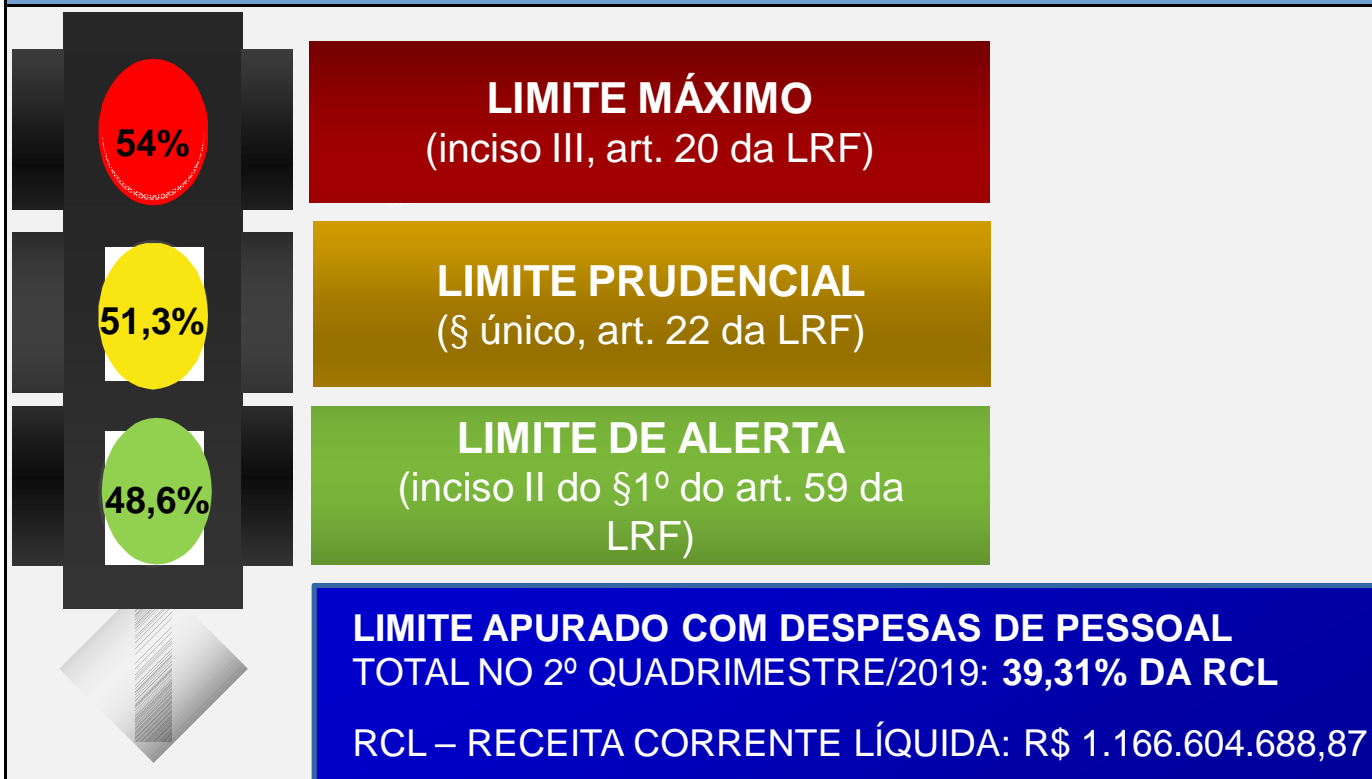 54%
LIMITE MÁXIMO
(inciso III, art. 20 da LRF)
51,3%
LIMITE PRUDENCIAL
(§ único, art. 22 da LRF)
48,6%
LIMITE DE ALERTA
(inciso II do §1º do art. 59 da
LRF)
LIMITE APURADO COM DESPESAS DE PESSOAL
TOTAL NO 2º QUADRIMESTRE/2019: 39,31% DA RCL
RCL – RECEITA CORRENTE LÍQUIDA: R$ 1.166.604.688,87